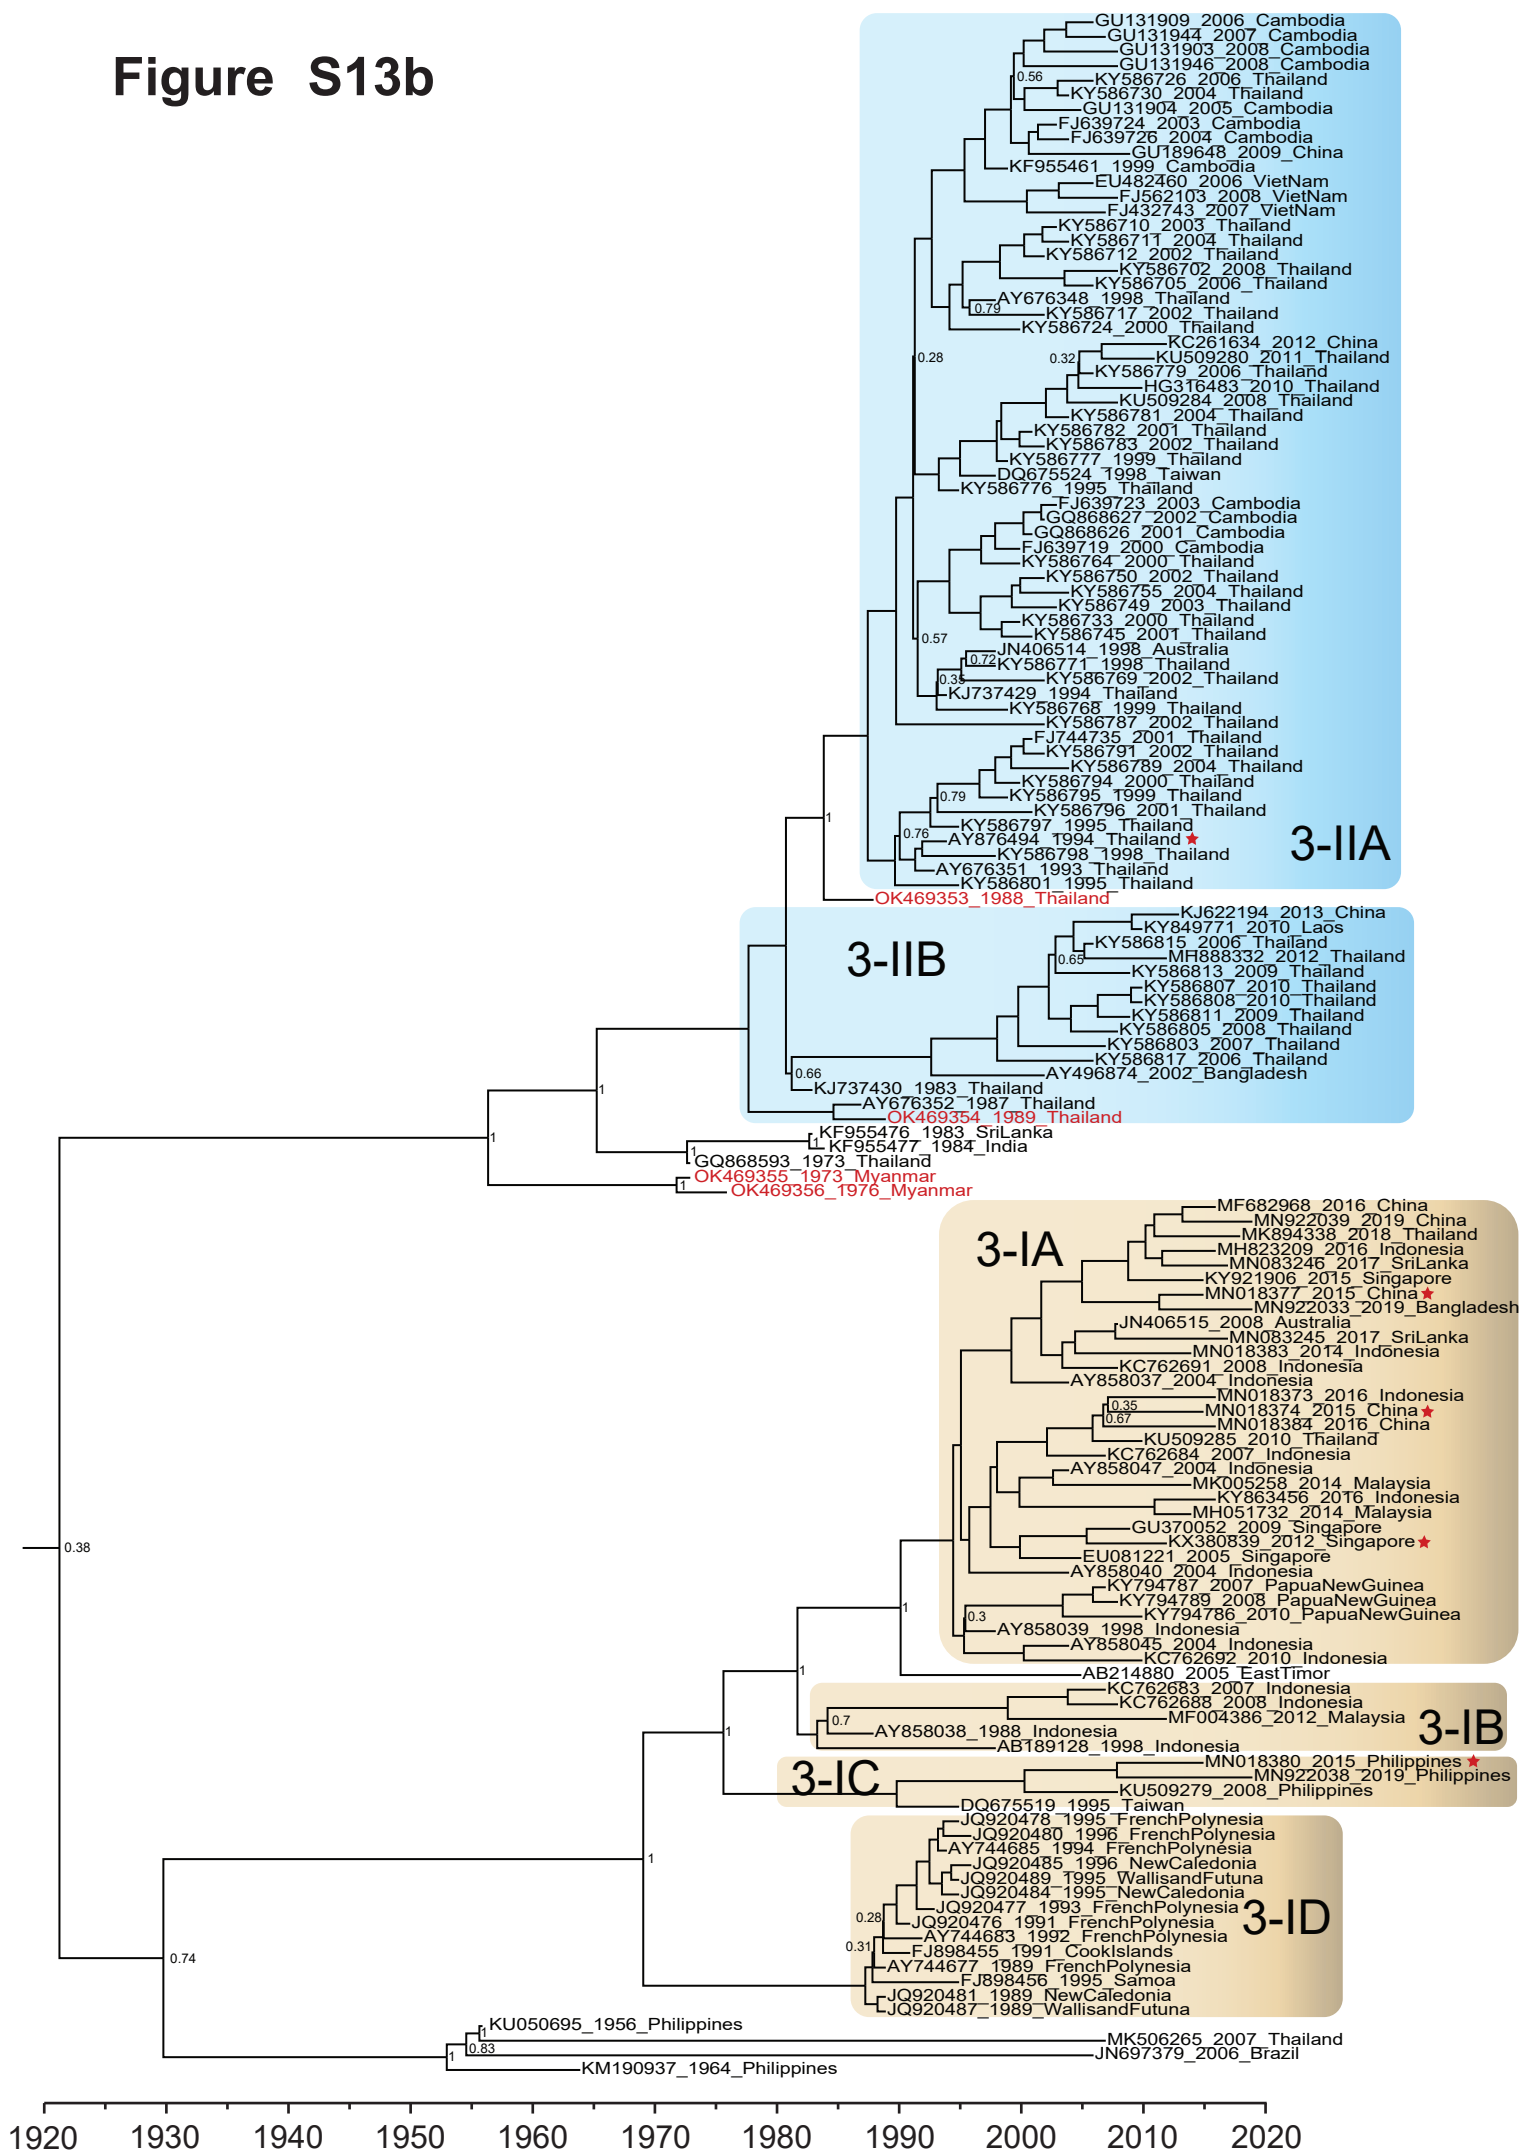 Figure S13b
GU131909_2006_Cambodia
GU131944_2007_Cambodia
GU131903_2008_Cambodia
GU131946_2008_Cambodia
0.56
KY586726_2006_Thailand
KY586730_2004_Thailand
GU131904_2005_Cambodia
FJ639724_2003_Cambodia
FJ639726_2004_Cambodia
GU189648_2009_China
KF955461_1999_Cambodia
EU482460_2006_VietNam
FJ562103_2008_VietNam
FJ432743_2007_VietNam
KY586710_2003_Thailand
KY586711_2004_Thailand
KY586712_2002_Thailand
KY586702_2008_Thailand
KY586705_2006_Thailand
AY676348_1998_Thailand
0.79
KY586717_2002_Thailand
KY586724_2000_Thailand
KC261634_2012_China
0.28
0.32
KU509280_2011_Thailand
KY586779_2006_Thailand
HG316483_2010_Thailand
KU509284_2008_Thailand
KY586781_2004_Thailand
KY586782_2001_Thailand
KY586783_2002_Thailand
KY586777_1999_Thailand
DQ675524_1998_Taiwan
KY586776_1995_Thailand
FJ639723_2003_Cambodia
GQ868627_2002_Cambodia
GQ868626_2001_Cambodia
FJ639719_2000_Cambodia
KY586764_2000_Thailand
KY586750_2002_Thailand
KY586755_2004_Thailand
KY586749_2003_Thailand
KY586733_2000_Thailand
0.57
KY586745_2001_Thailand
JN406514_1998_Australia
0.72
KY586771_1998_Thailand
0.35
KY586769_2002_Thailand
KJ737429_1994_Thailand
KY586768_1999_Thailand
KY586787_2002_Thailand
FJ744735_2001_Thailand
KY586791_2002_Thailand
KY586789_2004_Thailand
KY586794_2000_Thailand
0.79
KY586795_1999_Thailand
KY586796_2001_Thailand
1
KY586797_1995_Thailand
0.76
AY876494_1994_Thailand
3-IIA
KY586798_1998_Thailand
AY676351_1993_Thailand
KY586801_1995_Thailand
OK469353_1988_Thailand
KJ622194_2013_China
KY849771_2010_Laos
KY586815_2006_Thailand
3-IIB
0.65
MH888332_2012_Thailand
KY586813_2009_Thailand
KY586807_2010_Thailand
KY586808_2010_Thailand
KY586811_2009_Thailand
KY586805_2008_Thailand
KY586803_2007_Thailand
KY586817_2006_Thailand
0.66
AY496874_2002_Bangladesh
1
KJ737430_1983_Thailand
AY676352_1987_Thailand
OK469354_1989_Thailand
1
KF955476_1983_SriLanka
1
KF955477_1984_India
1
GQ868593_1973_Thailand
OK469355_1973_Myanmar
1
OK469356_1976_Myanmar
MF682968_2016_China
MN922039_2019_China
MK894338_2018_Thailand
3-IA
MH823209_2016_Indonesia
MN083246_2017_SriLanka
KY921906_2015_Singapore
MN018377_2015_China
MN922033_2019_Bangladesh
JN406515_2008_Australia
MN083245_2017_SriLanka
MN018383_2014_Indonesia
KC762691_2008_Indonesia
AY858037_2004_Indonesia
MN018373_2016_Indonesia
0.35
MN018374_2015_China
0.67
MN018384_2016_China
KU509285_2010_Thailand
KC762684_2007_Indonesia
AY858047_2004_Indonesia
MK005258_2014_Malaysia
KY863456_2016_Indonesia
MH051732_2014_Malaysia
GU370052_2009_Singapore
KX380839_2012_Singapore
0.38
EU081221_2005_Singapore
AY858040_2004_Indonesia
KY794787_2007_PapuaNewGuinea
KY794789_2008_PapuaNewGuinea
1
0.3
KY794786_2010_PapuaNewGuinea
AY858039_1998_Indonesia
AY858045_2004_Indonesia
KC762692_2010_Indonesia
1
AB214880_2005_EastTimor
KC762683_2007_Indonesia
KC762688_2008_Indonesia
0.7
MF004386_2012_Malaysia
3-IB
1
AY858038_1988_Indonesia
AB189128_1998_Indonesia
MN018380_2015_Philippines
3-IC
MN922038_2019_Philippines
KU509279_2008_Philippines
DQ675519_1995_Taiwan
JQ920478_1995_FrenchPolynesia
JQ920480_1996_FrenchPolynesia
AY744685_1994_FrenchPolynesia
1
JQ920485_1996_NewCaledonia
JQ920489_1995_WallisandFutuna
JQ920484_1995_NewCaledonia
JQ920477_1993_FrenchPolynesia
3-ID
0.28
JQ920476_1991_FrenchPolynesia
AY744683_1992_FrenchPolynesia
0.31
FJ898455_1991_CookIslands
0.74
AY744677_1989_FrenchPolynesia
FJ898456_1995_Samoa
JQ920481_1989_NewCaledonia
JQ920487_1989_WallisandFutuna
KU050695_1956_Philippines
1
MK506265_2007_Thailand
0.83
JN697379_2006_Brazil
1
KM190937_1964_Philippines
1920 1930 1940 1950 1960 1970 1980 1990 2000 2010 2020